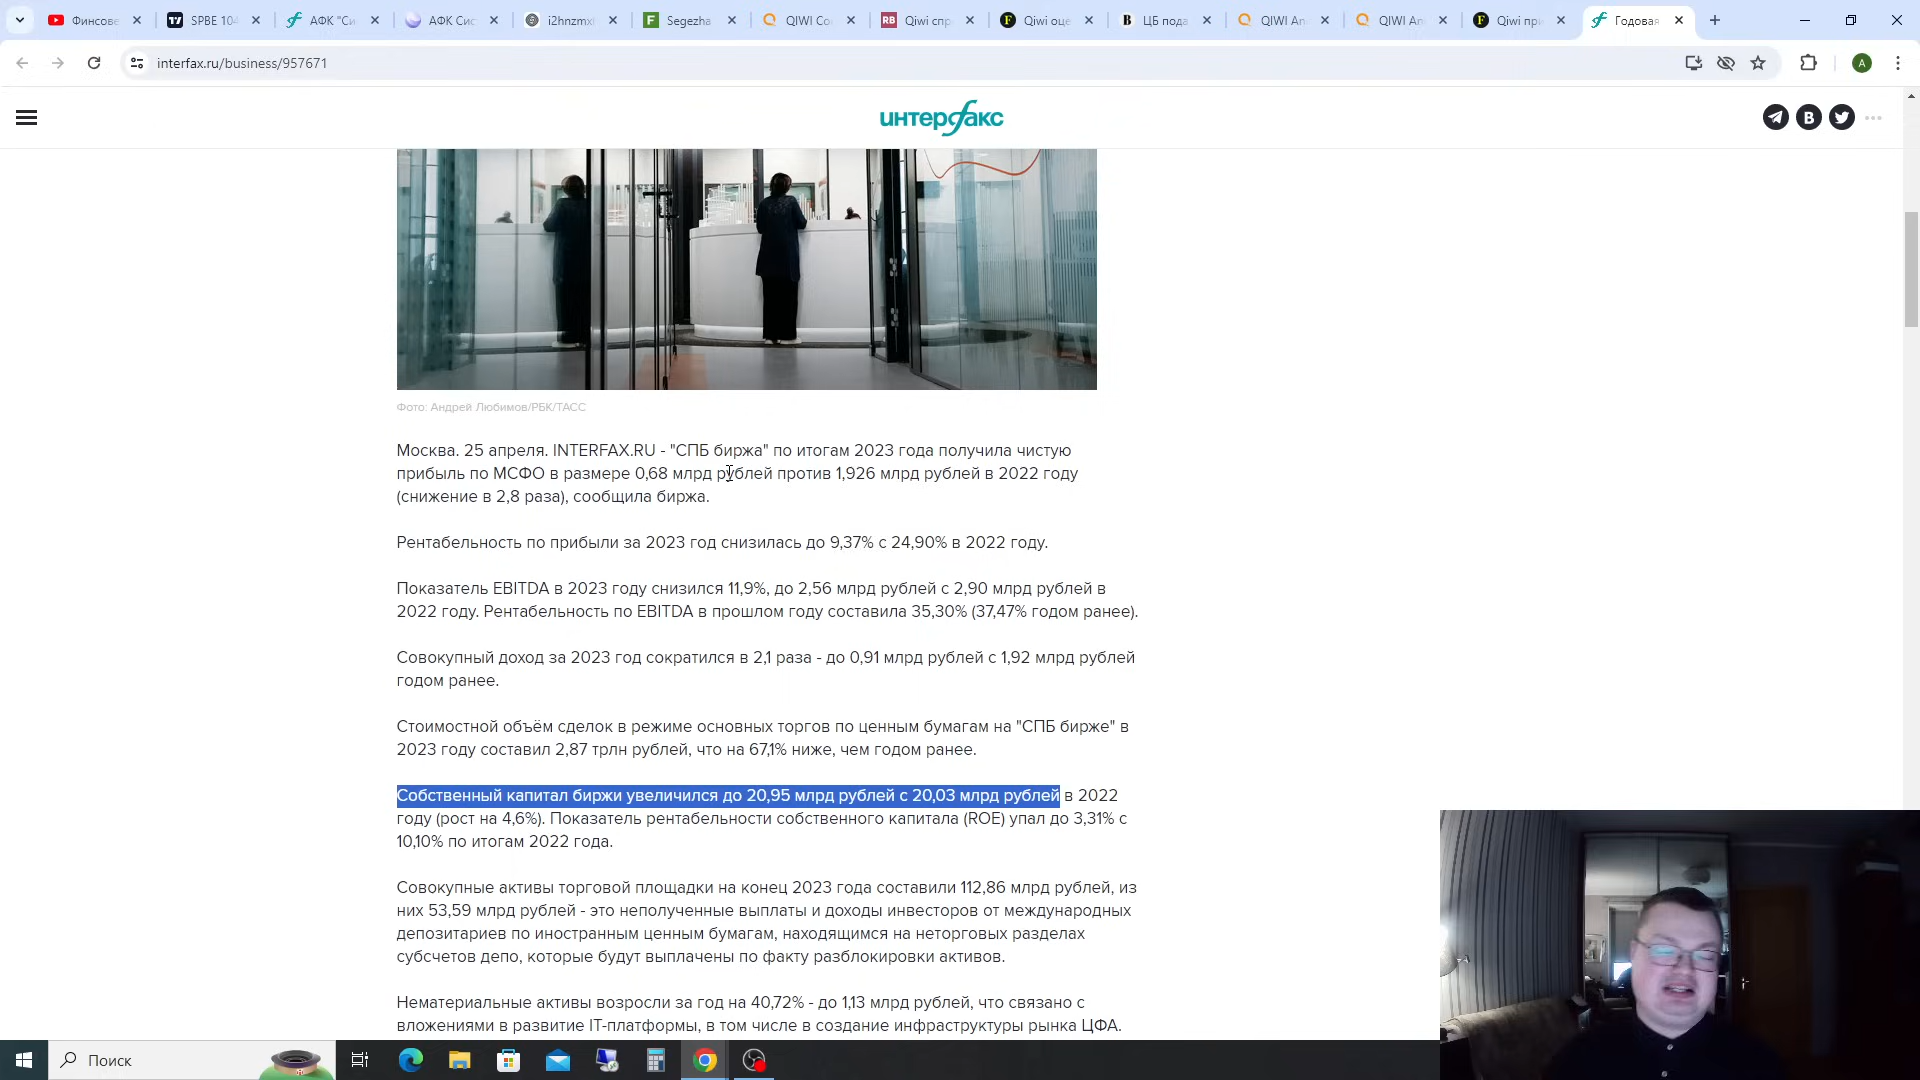 Финсове
SPBE 104
АФК "Си
АФК Сис
i2hnzmxl
Segezha
QIWI Co
Qiwi спр
Qiwi оце
ЦБ пода
QIWI An
QIWI An
Qiwi при
Годовая
interfax.ru/business/957671
A
интерфакс
Фото: Андрей Любимов/РБК/ТАСС
Москва. 25 апреля. INTERFAX.RU - "СПБ биржа" по итогам 2023 года получила чистую
прибыль по МСФО в размере 0,68 млрд рублей против 1,926 млрд рублей в 2022 году
(снижение в 2,8 раза), сообщила биржа.
Рентабельность по прибыли за 2023 год снизилась до 9,37% с 24,90% в 2022 году.
Показатель EBITDA в 2023 году снизился 11,9%, до 2,56 млрд рублей с 2,90 млрд рублей в
2022 году. Рентабельность по EBITDA в прошлом году составила 35,30% (37,47% годом ранее).
Совокупный доход за 2023 год сократился в 2,1 раза - до 0,91 млрд рублей с 1,92 млрд рублей
годом ранее.
Стоимостной объём сделок в режиме основных торгов по ценным бумагам на "СПБ бирже" в
2023 году составил 2,87 трлн рублей, что на 67,1% ниже, чем годом ранее.
Собственный капитал биржи увеличился до 20,95 млрд рублей с 20,03 млрд рублей в 2022
году (рост на 4,6%). Показатель рентабельности собственного капитала (ROE) упал до 3,31% с
10,10% по итогам 2022 года.
Совокупные активы торговой площадки на конец 2023 года составили 112,86 млрд рублей, из
них 53,59 млрд рублей - это неполученные выплаты и доходы инвесторов от международных
депозитариев по иностранным ценным бумагам, находящимся на неторговых разделах
субсчетов депо, которые будут выплачены по факту разблокировки активов.
Нематериальные активы возросли за год на 40,72% - до 1,13 млрд рублей, что связано с
вложениями в развитие IT-платформы, в том числе в создание инфраструктуры рынка ЦФА.
Поиск